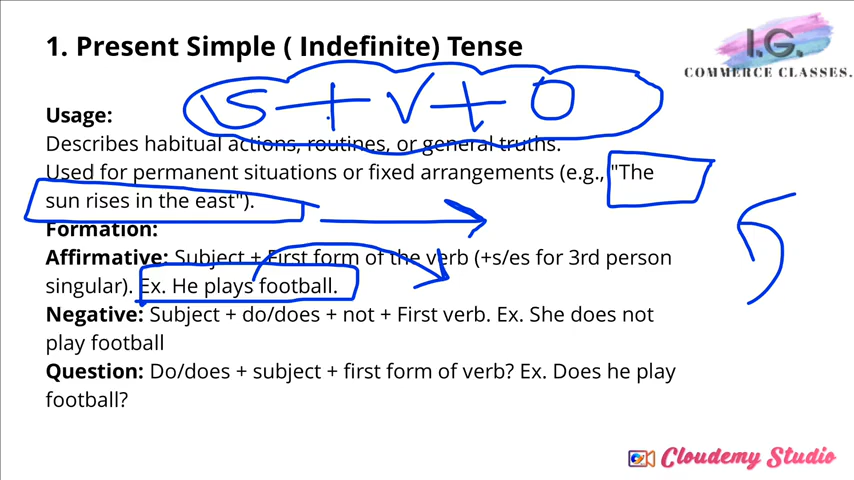 1. Present Simple ( Indefinite) Tense
I.G.
COMMERCE CLASSES.
S + V + O
Usage:
Describes habitual actions, routines, or general truths.
Used for permanent situations or fixed arrangements (e.g., "The
sun rises in the east").
Formation:
Affirmative: Subject + First form of the verb (+s/es for 3rd person
singular). Ex. He plays football.
Negative: Subject + do/does + not + First verb. Ex. She does not
play football
Question: Do/does + subject + first form of verb? Ex. Does he play
football?
Cloudemy Studio